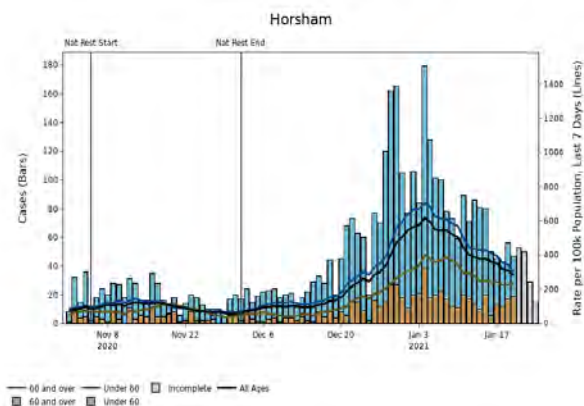 Horsham
Nat Rest Start
Nat Rest End
180
160
140
120
100
80
60
40
20
0
Cases (Bars)
1400
1200
1000
800
600
400
200
0
Rate per 100k Population, Last 7 Days (Lines)
Nov 8
2020
Nov 22
Dec 6
Dec 20
Jan 3
2021
Jan 17
60 and over
Under 60
Incomplete
All Ages
60 and over
Under 60